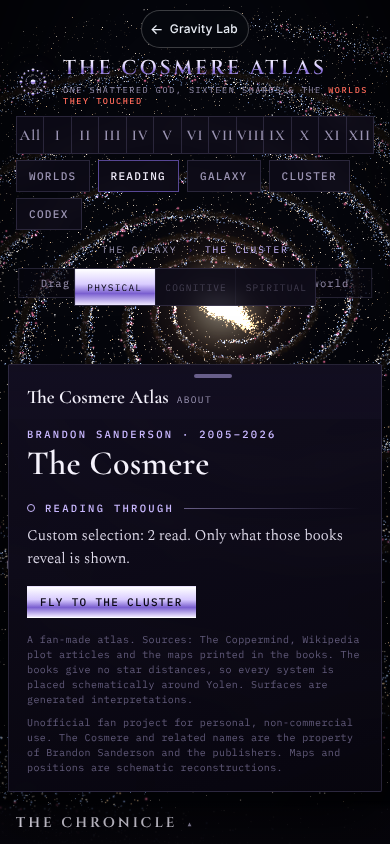 ← Gravity Lab
THE COSMERE ATLAS
ONE SHATTERED GOD, SIXTEEN SHARDS & THE WORLDS
THEY TOUCHED
All I II III IV V VI VII VIII IX X XI XII
WORLDS READING GALAXY CLUSTER
CODEX
THE GALAXY THE CLUSTER
Drag PHYSICAL COGNITIVE SPIRITUAL world
The Cosmere Atlas ABOUT
BRANDON SANDERSON · 2005–2026
The Cosmere
READING THROUGH
Custom selection: 2 read. Only what those books
reveal is shown.
FLY TO THE CLUSTER
A fan-made atlas. Sources: The Coppermind, Wikipedia
plot articles and the maps printed in the books. The
books give no star distances, so every system is
placed schematically around Yolen. Surfaces are
generated interpretations.
Unofficial fan project for personal, non-commercial
use. The Cosmere and related names are the property
of Brandon Sanderson and the publishers. Maps and
positions are schematic reconstructions.
THE CHRONICLE ▴